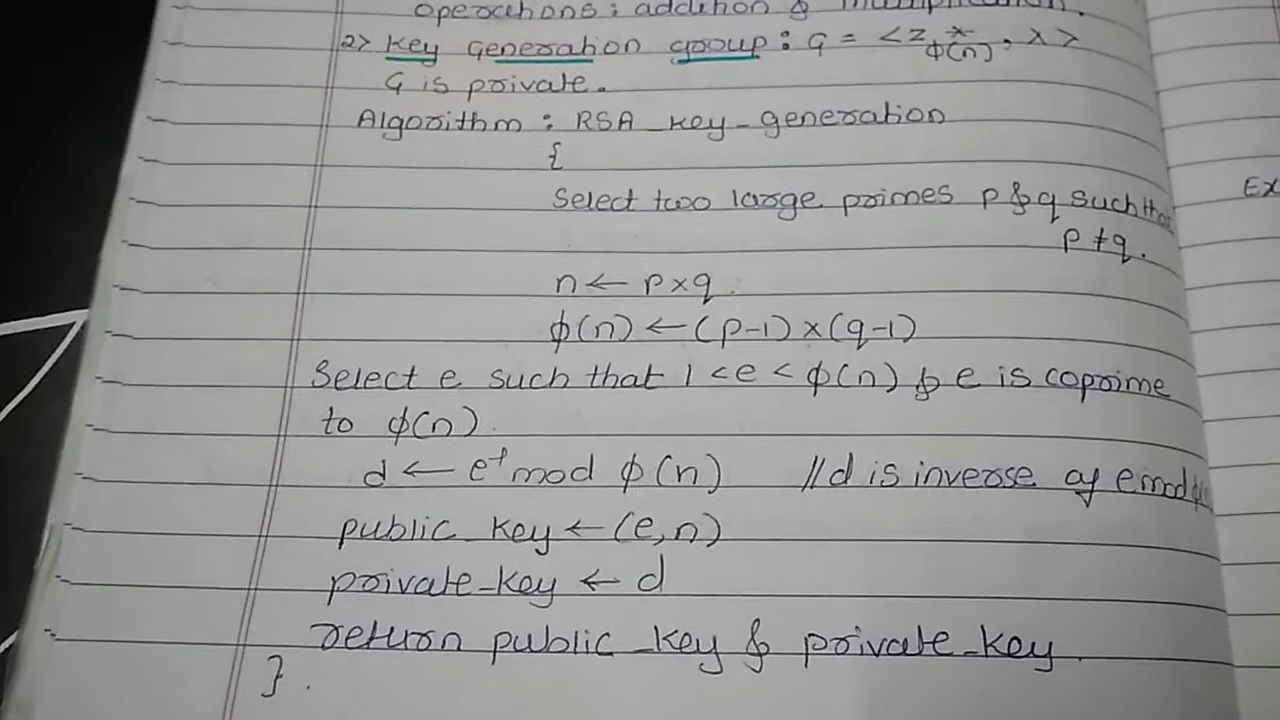 operations: addition & multiplication.
2> Key Generation group: G = <Z φ(n)*, x>
G is private.
Algorithm: RSA_key_generation
{
Select two large primes p & q such that
p ≠ q.
n ← p x q.
φ(n) ← (p-1) x (q-1)
Select e such that 1 < e < φ(n) & e is coprime
to φ(n).
d ← e⁻¹ mod φ(n) //d is inverse of e mod
public_key ← (e,n)
private_key ← d
return public_key & private_key.
}.
Ex